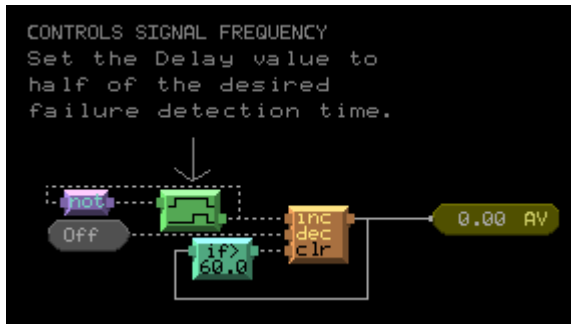 CONTROLS SIGNAL FREQUENCY
Set the Delay value to
half of the desired
failure detection time.
not
Off
inc
dec
clr
if>
60.0
0.00 AV